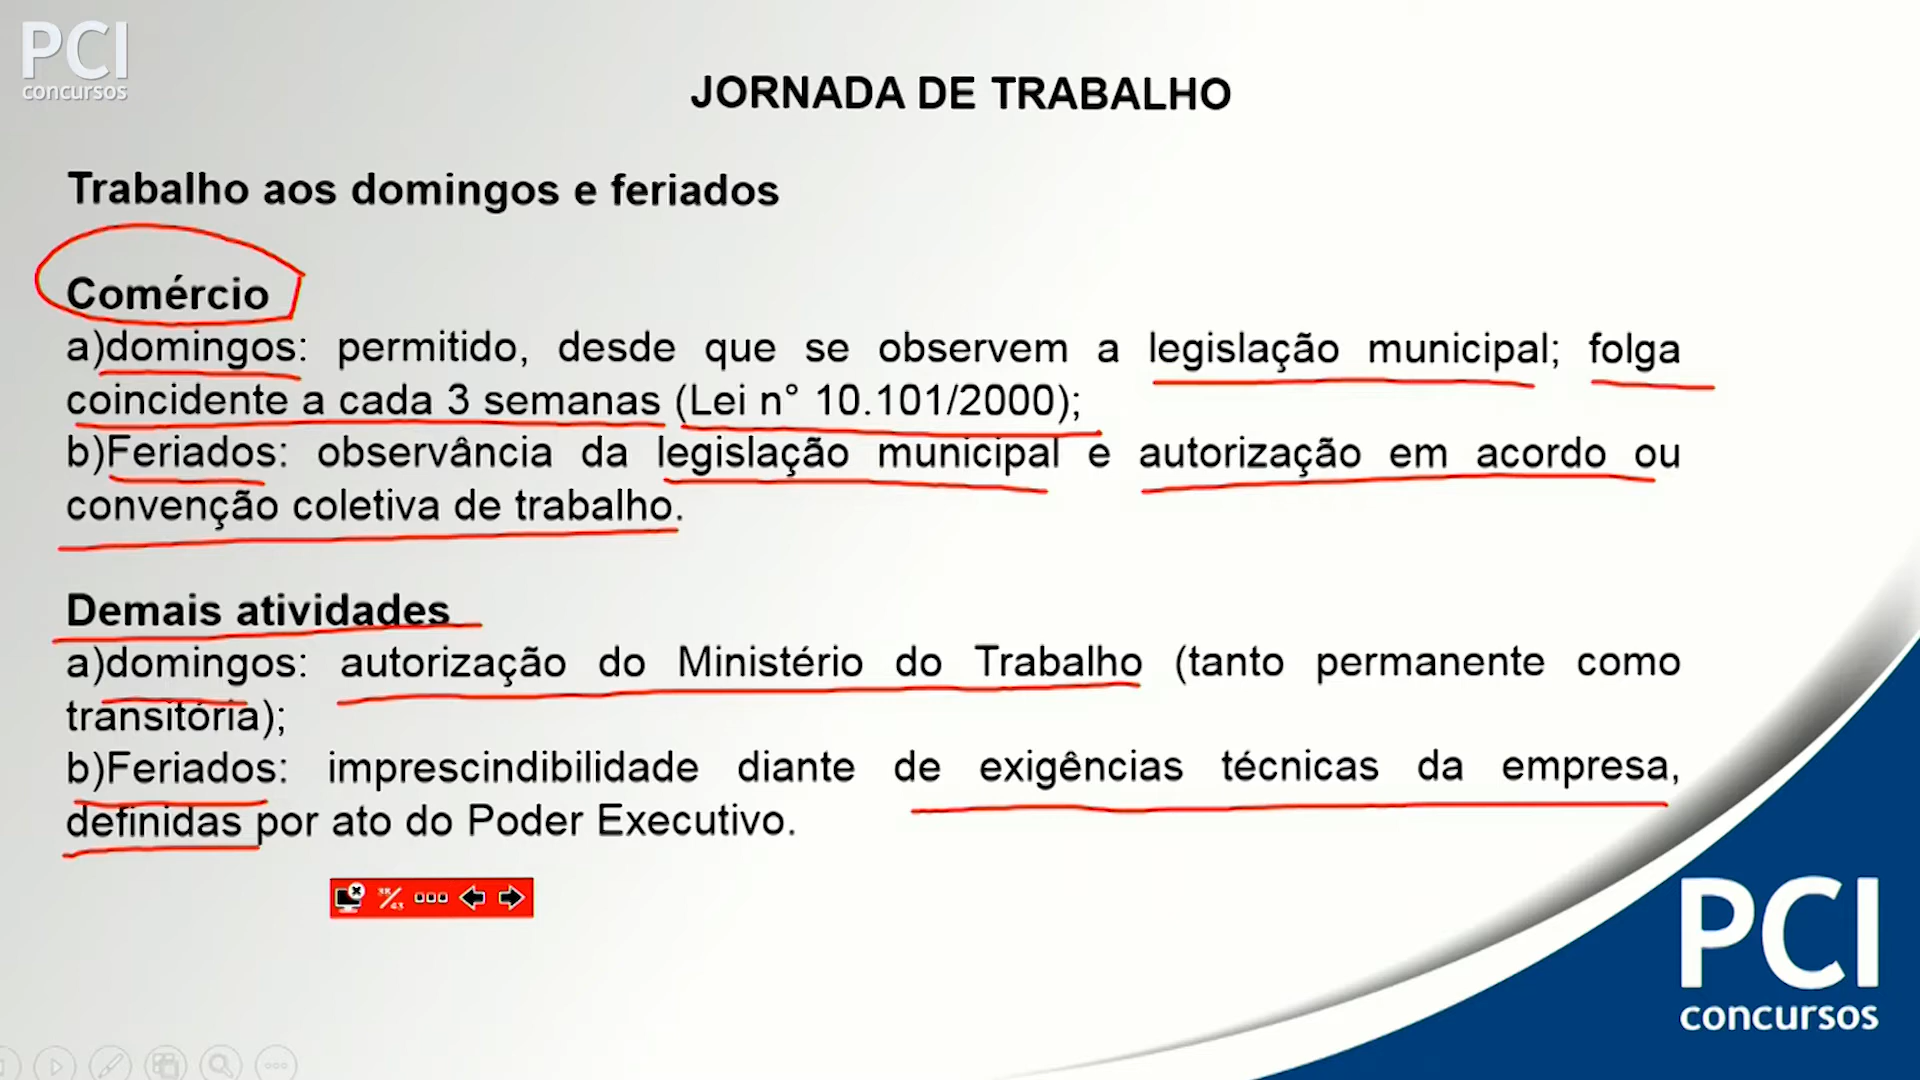 PCI
concursos
JORNADA DE TRABALHO
Trabalho aos domingos e feriados
Comércio
a)domingos: permitido, desde que se observem a legislação municipal; folga
coincidente a cada 3 semanas (Lei n° 10.101/2000);
b)Feriados: observância da legislação municipal e autorização em acordo ou
convenção coletiva de trabalho.
Demais atividades
a)domingos: autorização do Ministério do Trabalho (tanto permanente como
transitória);
b)Feriados: imprescindibilidade diante de exigências técnicas da empresa,
definidas por ato do Poder Executivo.
PCI
concursos